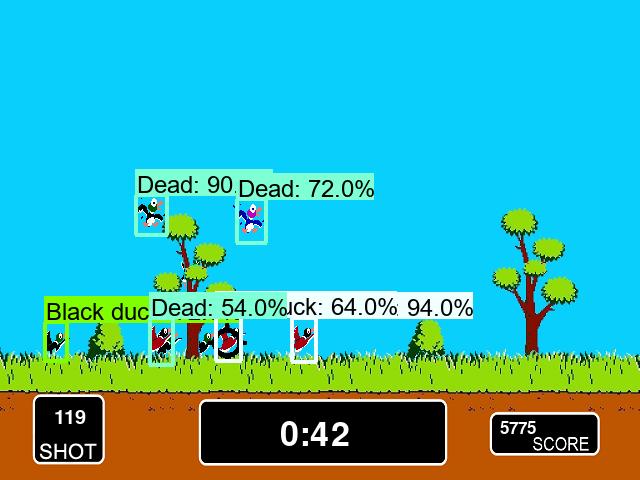 Dead: 90.
Dead: 72.0%
Black duc
Dead: 54.0%
uck: 64.0%
94.0%
119
SHOT
0:42
5775
SCORE